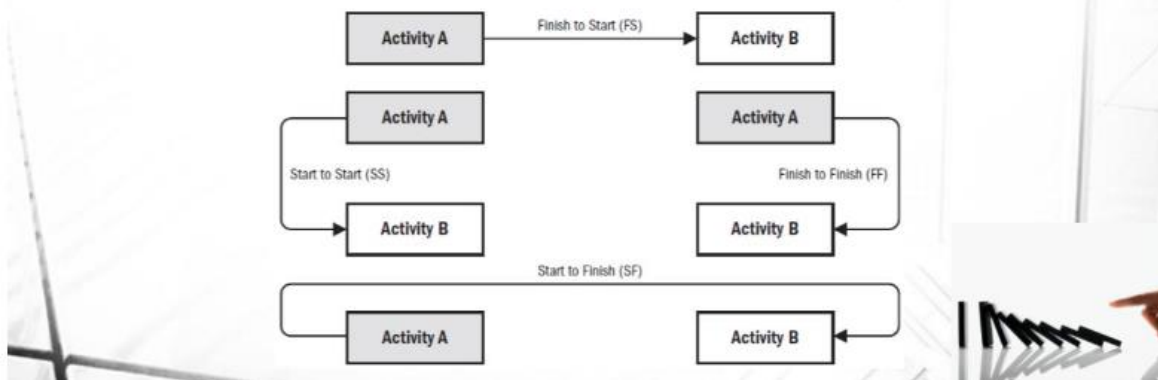 Activity A
Finish to Start (FS)
Activity B
Activity A
Activity A
Start to Start (SS)
Finish to Finish (FF)
Activity B
Activity B
Start to Finish (SF)
Activity A
Activity B